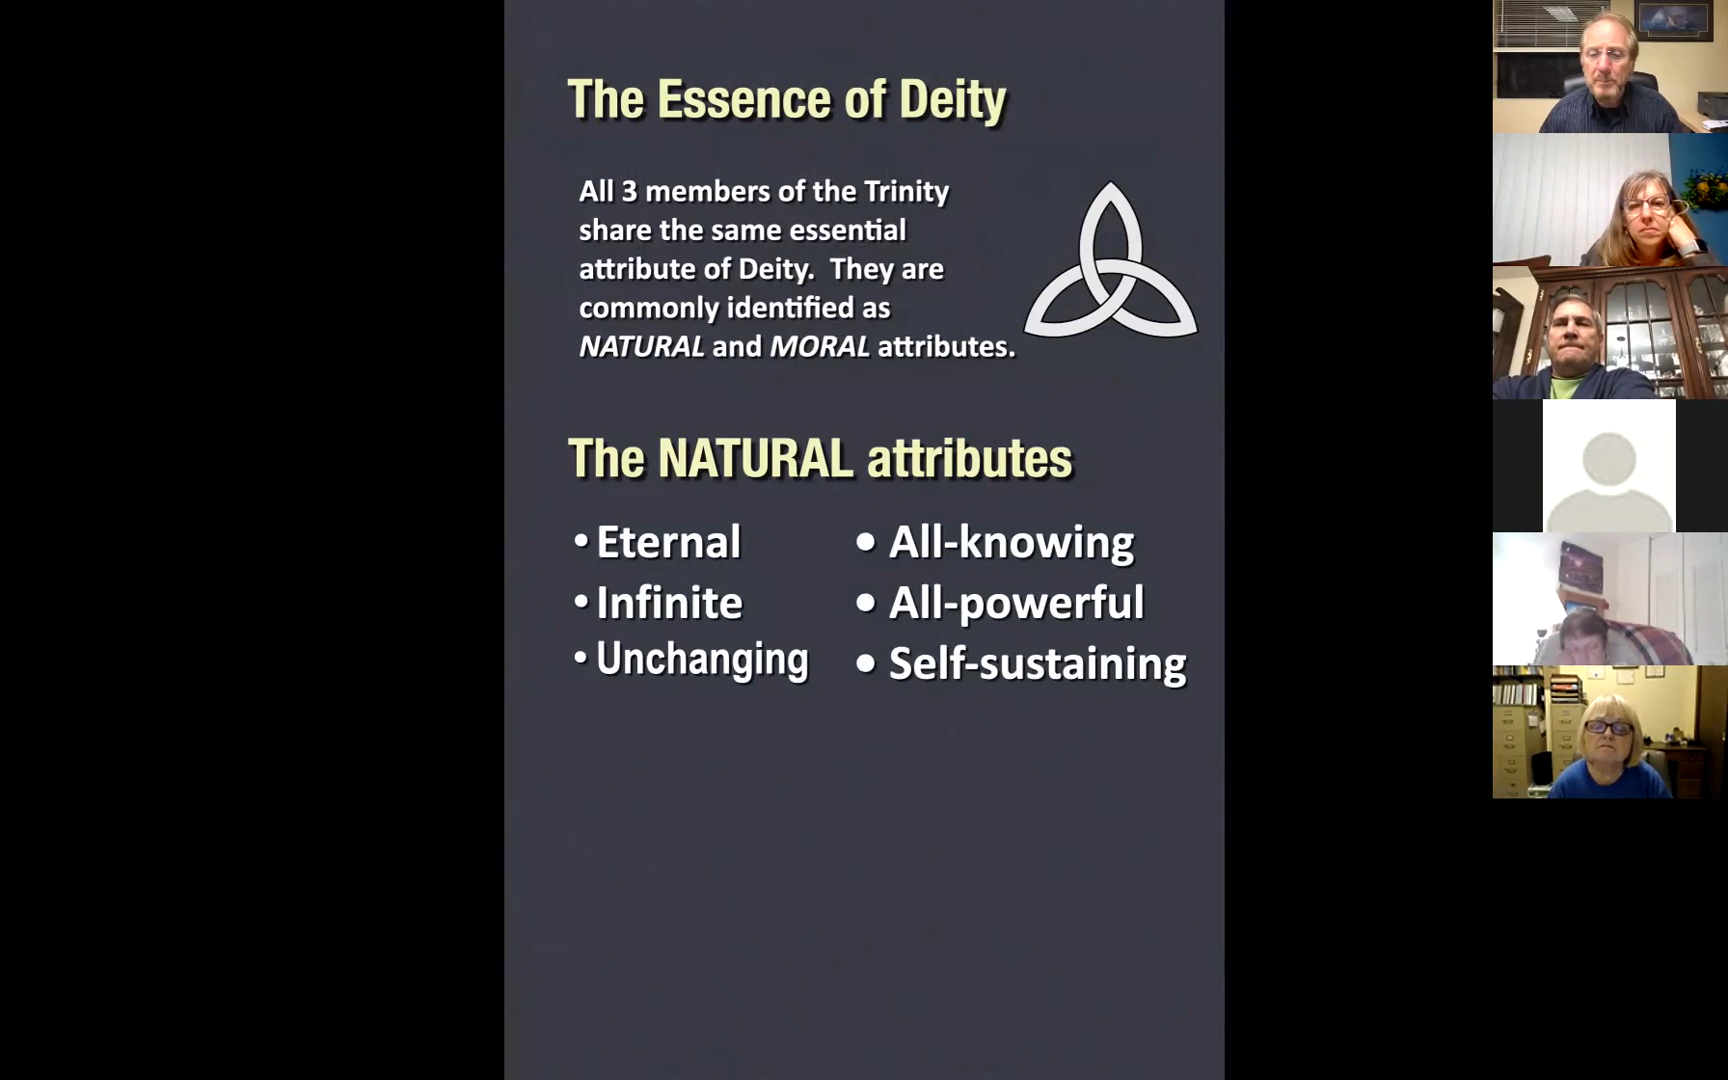 The Essence of Deity
All 3 members of the Trinity
share the same essential
attribute of Deity.  They are
commonly identified as
NATURAL and MORAL attributes.
The NATURAL attributes
• Eternal
• Infinite
• Unchanging
• All-knowing
• All-powerful
• Self-sustaining